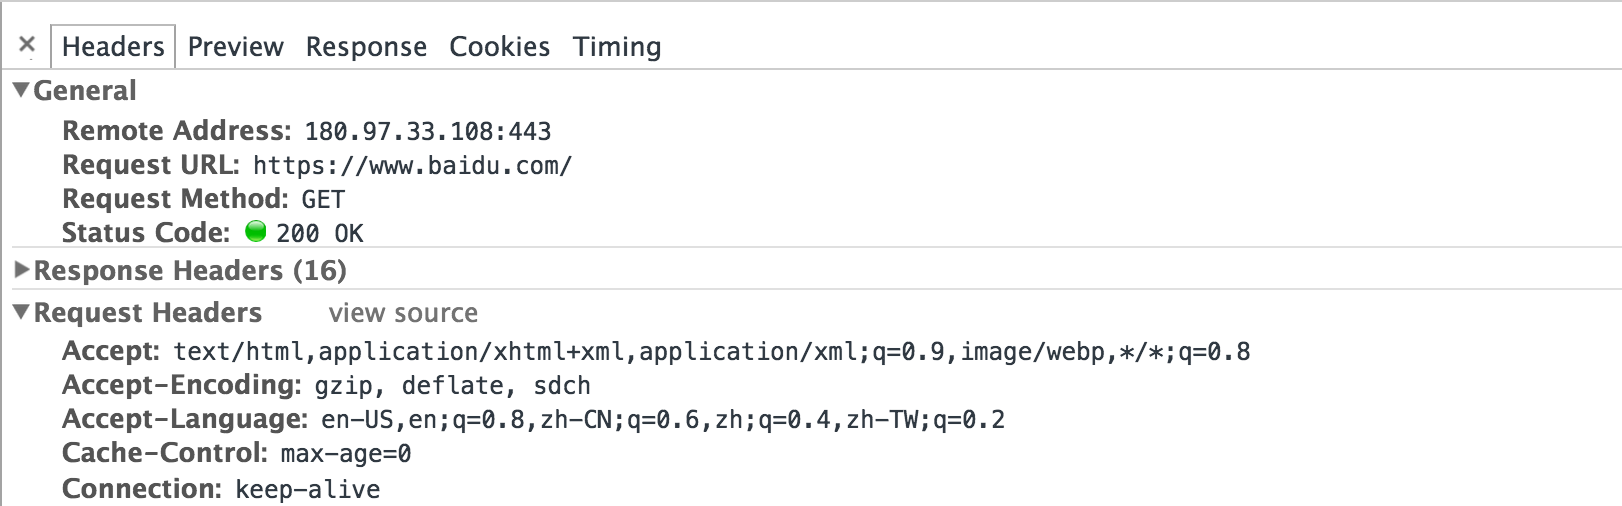 × Headers Preview Response Cookies Timing
▼General
Remote Address: 180.97.33.108:443
Request URL: https://www.baidu.com/
Request Method: GET
Status Code: 200 OK
▶Response Headers (16)
▼Request Headers view source
Accept: text/html,application/xhtml+xml,application/xml;q=0.9,image/webp,*/*;q=0.8
Accept-Encoding: gzip, deflate, sdch
Accept-Language: en-US,en;q=0.8,zh-CN;q=0.6,zh;q=0.4,zh-TW;q=0.2
Cache-Control: max-age=0
Connection: keep-alive